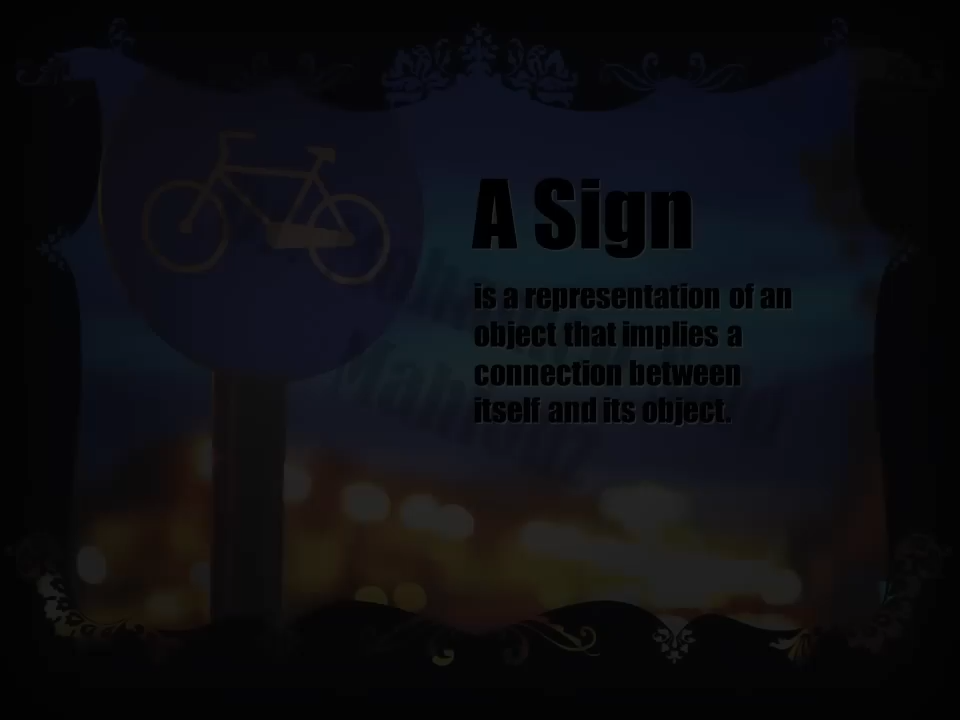 A Sign
is a representation of an
object that implies a
connection between
itself and its object.